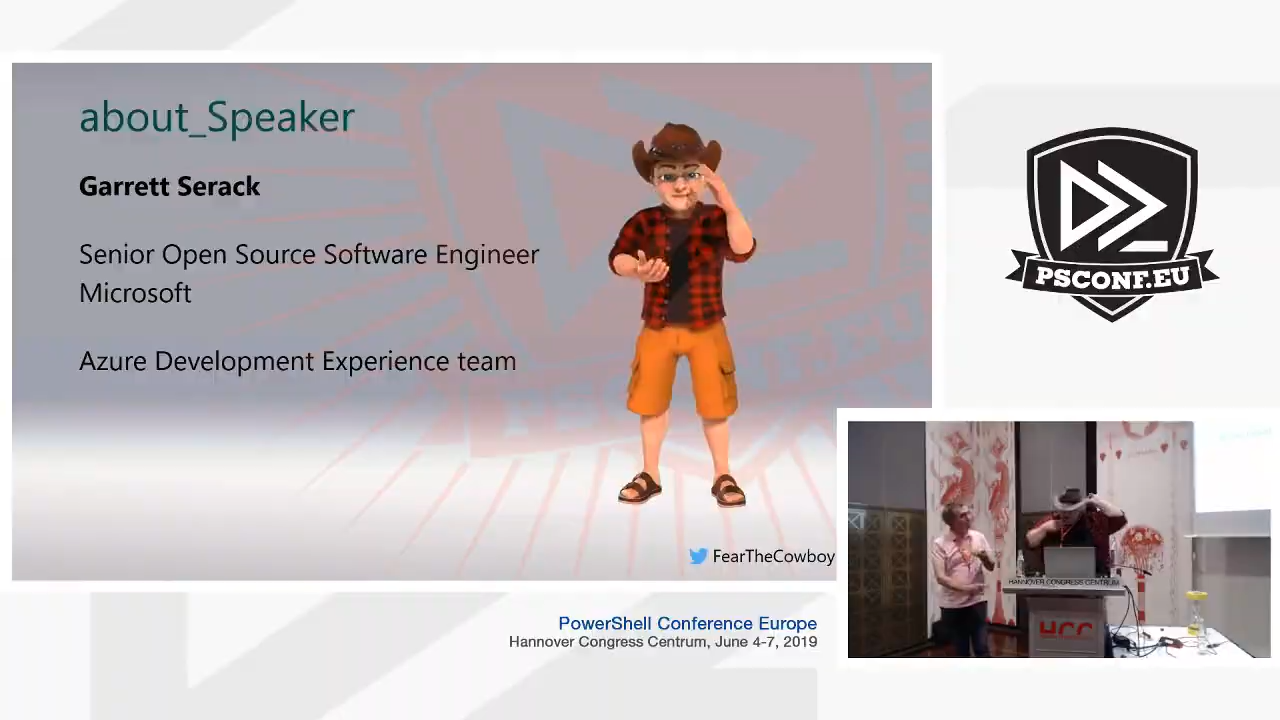 about_Speaker
Garrett Serack
Senior Open Source Software Engineer
Microsoft
Azure Development Experience team
FearTheCowboy
PSCONF.EU
HANNOVER CONGRESS CENTRUM
HCC
PowerShell Conference Europe
Hannover Congress Centrum, June 4-7, 2019